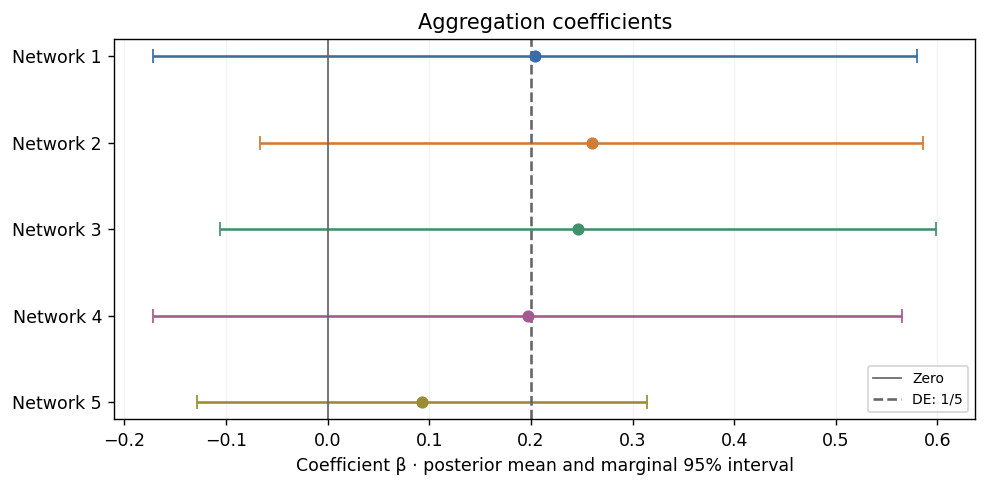 Aggregation coefficients
Network 1
Network 2
Network 3
Network 4
Network 5
Zero
DE: 1/5
−0.2 −0.1 0.0 0.1 0.2 0.3 0.4 0.5 0.6
Coefficient β · posterior mean and marginal 95% interval